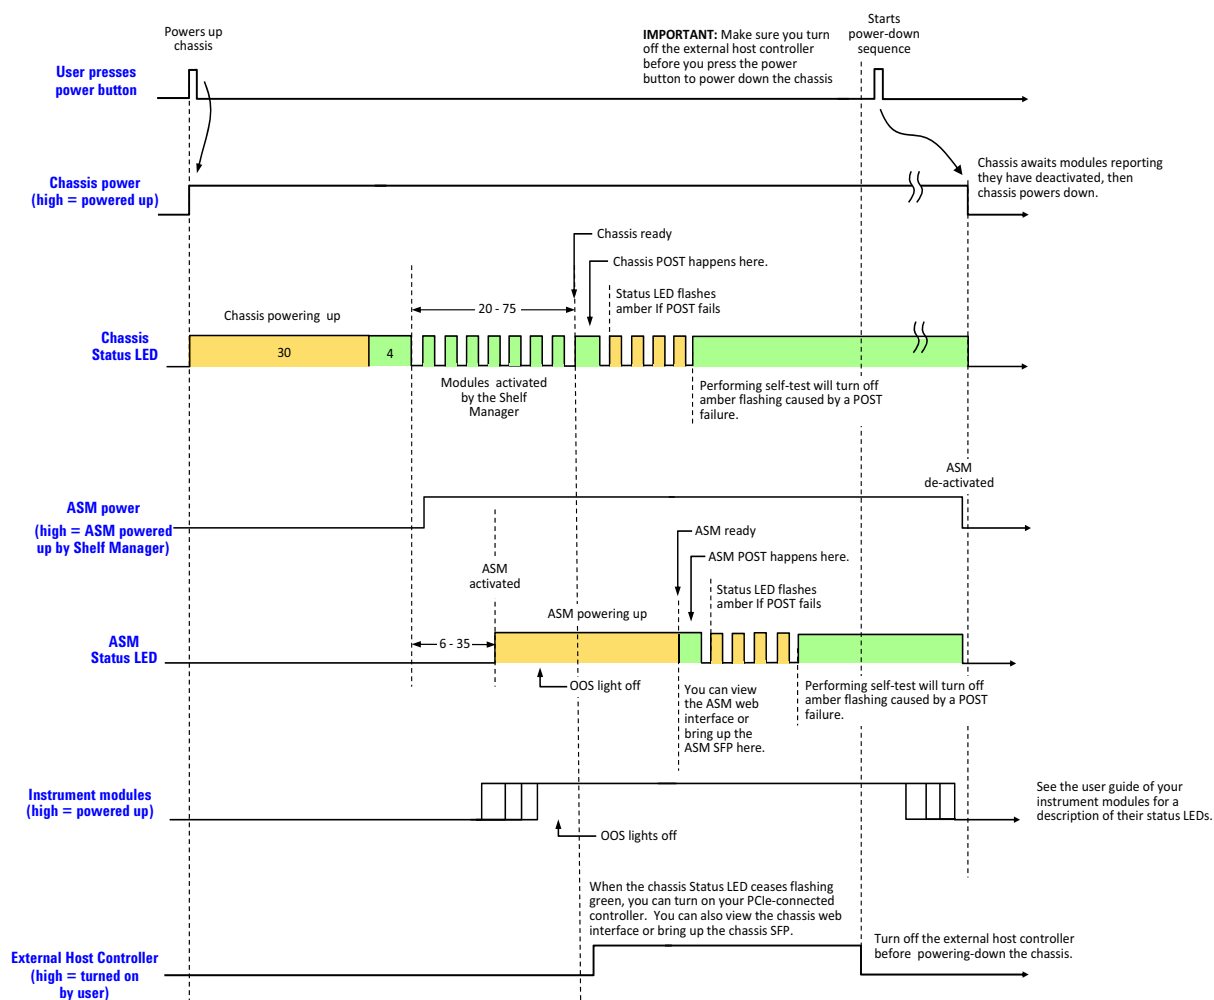 Powers up
chassis
IMPORTANT: Make sure you turn
off the external host controller
before you press the power
button to power down the chassis
Starts
power-down
sequence
User presses
power button
Chassis power
(high = powered up)
Chassis awaits modules reporting
they have deactivated, then
chassis powers down.
Chassis ready
Chassis POST happens here.
Status LED flashes
amber If POST fails
20 - 75
Chassis powering up
Chassis
Status LED
30
4
Modules activated
by the Shelf
Manager
Performing self-test will turn off
amber flashing caused by a POST
failure.
ASM
de-activated
ASM power
(high = ASM powered
up by Shelf Manager)
ASM ready
ASM POST happens here.
ASM
activated
Status LED flashes
amber If POST fails
ASM powering up
ASM
Status LED
6 - 35
OOS light off
You can view
the ASM web
interface or
bring up the
ASM SFP here.
Performing self-test will turn off
amber flashing caused by a POST
failure.
Instrument modules
(high = powered up)
OOS lights off
See the user guide of your
instrument modules for a
description of their status LEDs.
When the chassis Status LED ceases flashing
green, you can turn on your PCIe-connected
controller. You can also view the chassis web
interface or bring up the chassis SFP.
External Host Controller
(high = turned on
by user)
Turn off the external host controller
before powering-down the chassis.